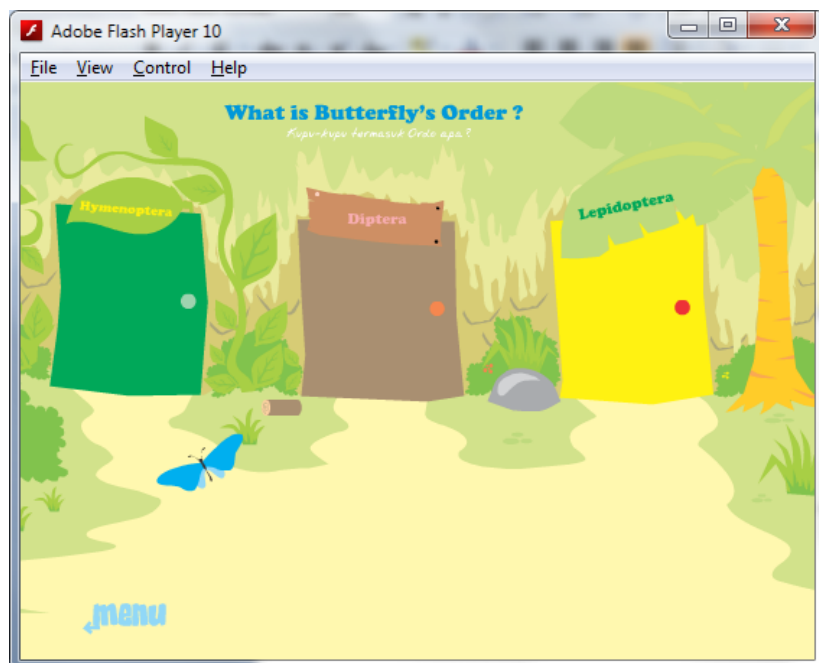 Adobe Flash Player 10
File View Control Help
What is Butterfly's Order ?
Kupu-kupu termasuk Ordo apa ?
Hymenoptera
Diptera
Lepidoptera
menu